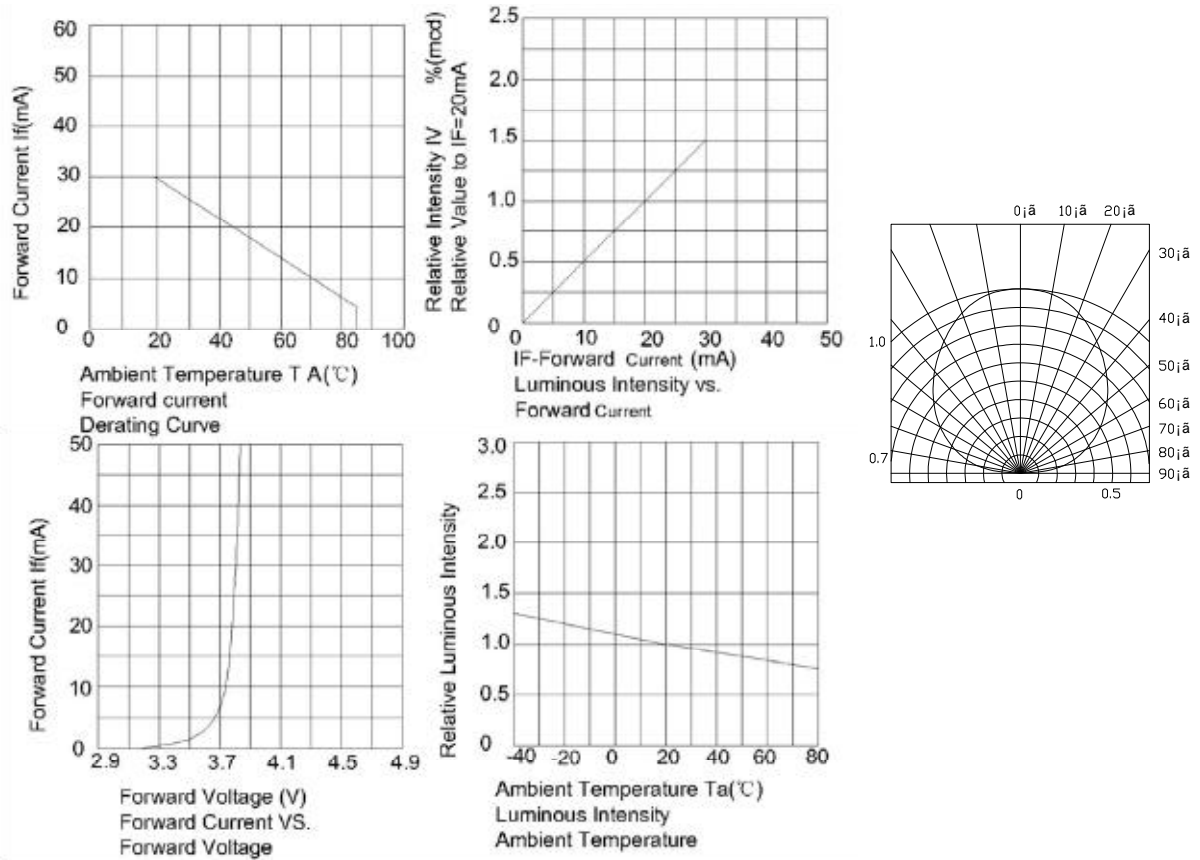 60
50
40
30
20
10
0
0 20 40 60 80 100
Forward Current If(mA)
Ambient Temperature T A(℃)
Forward current
Derating Curve
2.5
2.0
1.5
1.0
0.5
0
0 10 20 30 40 50
Relative Intensity IV %(mcd)
Relative Value to IF=20mA
IF-Forward Current (mA)
Luminous Intensity vs.
Forward Current
0¡ã 10¡ã 20¡ã
30¡ã
40¡ã
50¡ã
60¡ã
70¡ã
80¡ã
90¡ã
1.0
0.7
0 0.5
50
40
30
20
10
0
2.9 3.3 3.7 4.1 4.5 4.9
Forward Current If(mA)
Forward Voltage (V)
Forward Current VS.
Forward Voltage
3.0
2.5
2.0
1.5
1.0
0.5
0
-40 -20 0 20 40 60 80
Relative Luminous Intensity
Ambient Temperature Ta(℃)
Luminous Intensity
Ambient Temperature